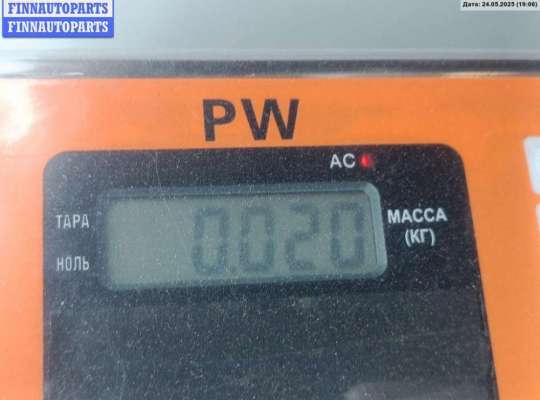 FINNAUTOPARTS
FINNAUTOPARTS
Дата: 24.05.2025 (19:06)
PW
AC
ТАРА
НОЛЬ
0.020
МАССА
(КГ)